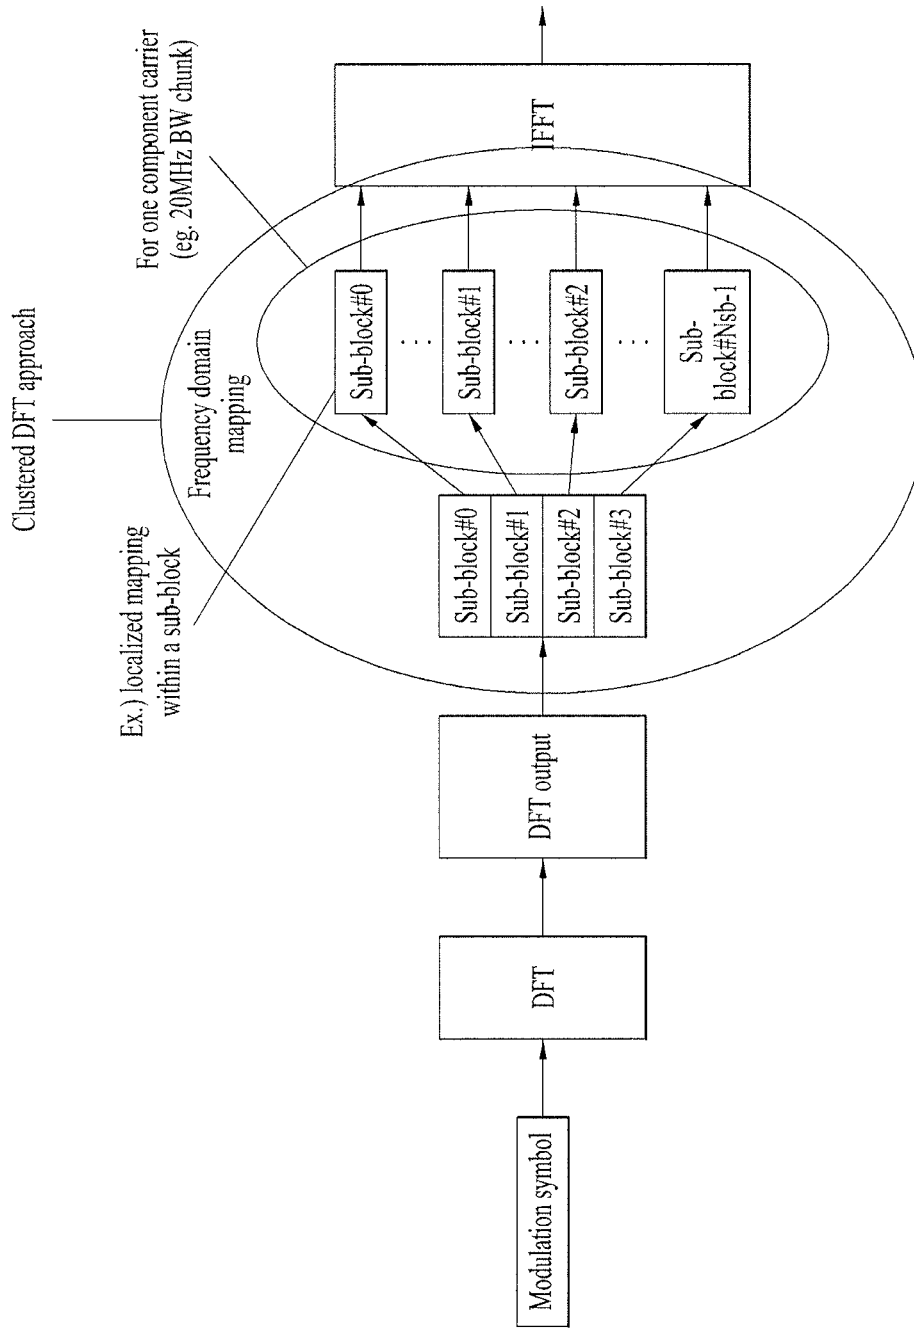 Clustered DFT approach
For one component carrier
(eg. 20MHz BW chunk)
Ex.) localized mapping
within a sub-block
Frequency domain
mapping
Modulation symbol
DFT
DFT output
Sub-block#0
Sub-block#1
Sub-block#2
Sub-block#3
Sub-block#0
...
Sub-block#1
...
Sub-block#2
...
Sub-
block#Nsb-1
IFFT